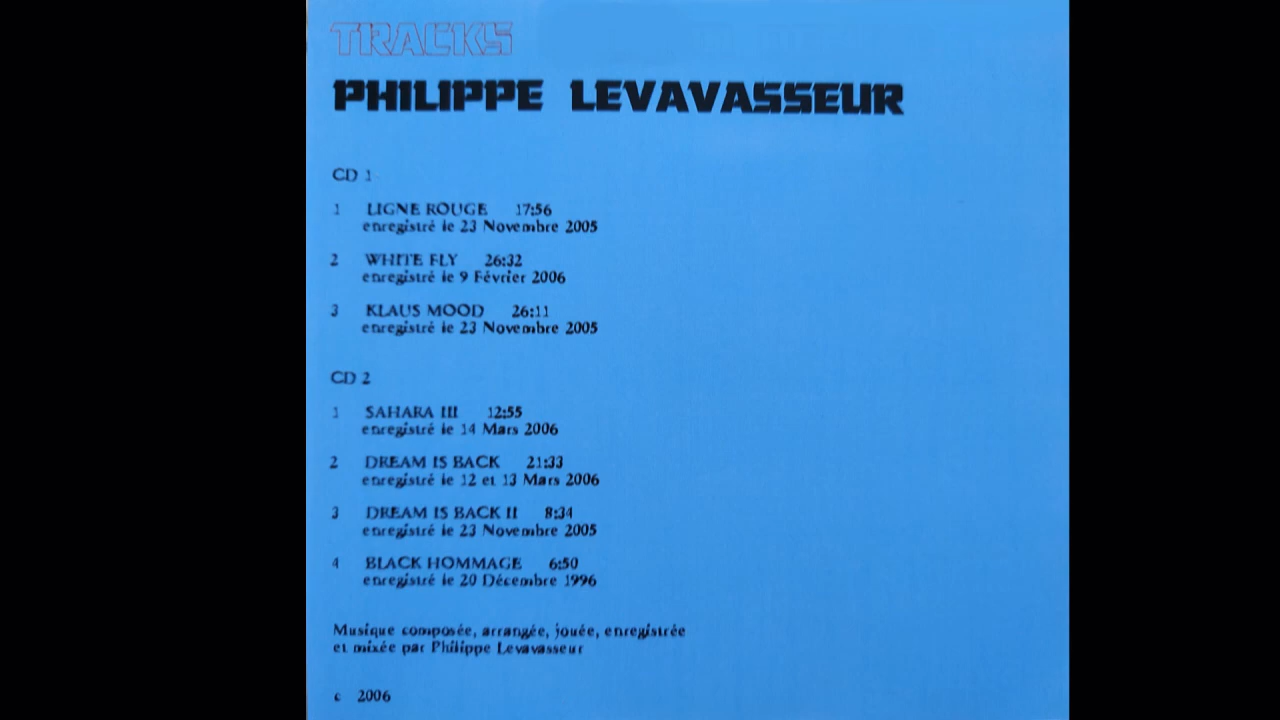 TRACKS
PHILIPPE LEVAVASSEUR
CD 1
1 LIGNE ROUGE 17:56
enregistré le 23 Novembre 2005
2 WHITE FLY 26:32
enregistré le 9 Février 2006
3 KLAUS MOOD 26:11
enregistré le 23 Novembre 2005
CD 2
1 SAHARA III 12:55
enregistré le 14 Mars 2006
2 DREAM IS BACK 21:33
enregistré le 12 et 13 Mars 2006
3 DREAM IS BACK II 8:34
enregistré le 23 Novembre 2005
4 BLACK HOMMAGE 6:50
enregistré le 20 Décembre 1996
Musique composée, arrangée, jouée, enregistrée
et mixée par Philippe Levavasseur
c 2006